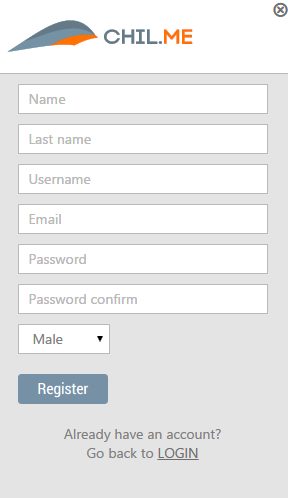 CHIL.ME
Name
Last name
Username
Email
Password
Password confirm
Male
Register
Already have an account?
Go back to LOGIN